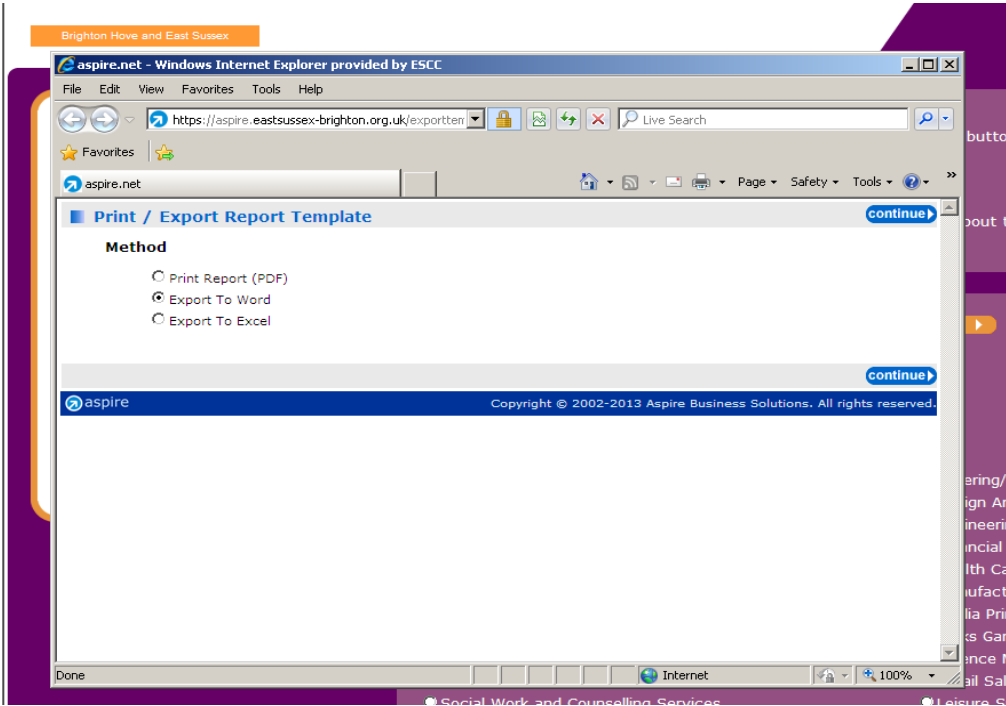 Brighton Hove and East Sussex
aspire.net - Windows Internet Explorer provided by ESCC
File Edit View Favorites Tools Help
https://aspire.eastsussex-brighton.org.uk/exporttem
Live Search
Favorites
aspire.net
Page Safety Tools
Print / Export Report Template
continue
Method
Print Report (PDF)
Export To Word
Export To Excel
continue
aspire
Copyright © 2002-2013 Aspire Business Solutions. All rights reserved.
Done
Internet
100%
Social Work and Counselling Services